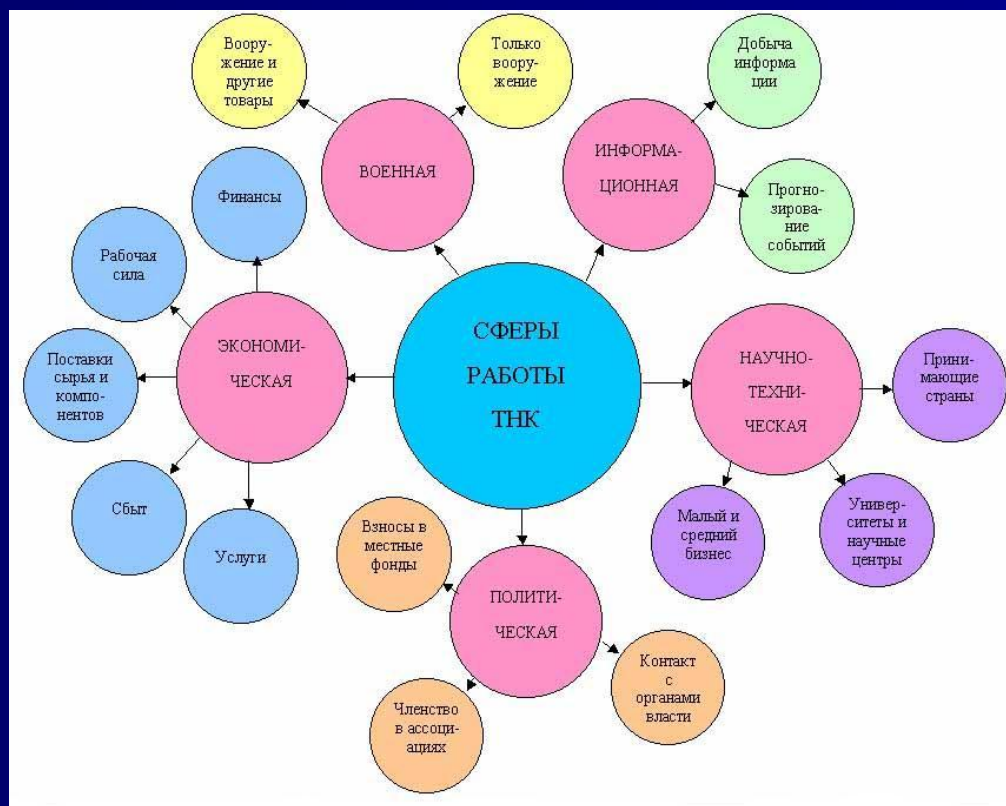 Воору-
жение и
другие
товары
Только
воору-
жение
Добыча
информа
ции
ВОЕННАЯ
ИНФОРМА-
ЦИОННАЯ
Прогно-
зирова-
ние
событий
Финансы
Рабочая
сила
Поставки
сырья и
компо-
нентов
ЭКОНОМИ-
ЧЕСКАЯ
Сбыт
Услуги
СФЕРЫ
РАБОТЫ
ТНК
НАУЧНО-
ТЕХНИ-
ЧЕСКАЯ
Прини-
мающие
страны
Малый и
средний
бизнес
Универ-
ситеты и
научные
центры
Взносы в
местные
фонды
ПОЛИТИ-
ЧЕСКАЯ
Членство
в ассоци-
ациях
Контакт
с
органами
власти